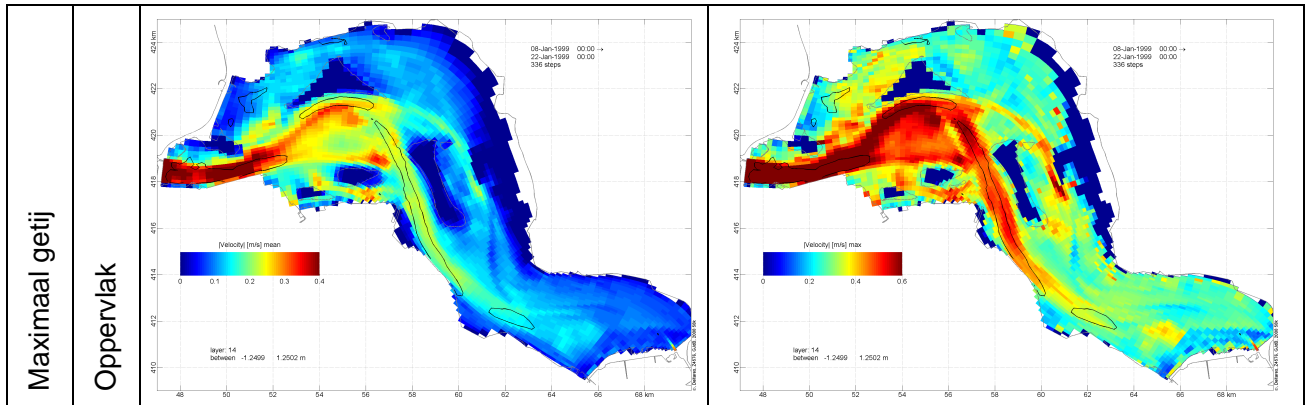 Maximaal getij
Oppervlak
08-Jan-1999 00:00 →
22-Jan-1999 00:00
336 steps
|Velocity| [m/s] mean
0 0.1 0.2 0.3 0.4
layer: 14
between -1.2499 1.2502 m
424 km
422
420
418
416
414
412
410
48 50 52 54 56 58 60 62 64 66 68 km
08-Jan-1999 00:00 →
22-Jan-1999 00:00
336 steps
|Velocity| [m/s] max
0 0.2 0.4 0.6
layer: 14
between -1.2499 1.2502 m
424 km
422
420
418
416
414
412
410
48 50 52 54 56 58 60 62 64 66 68 km